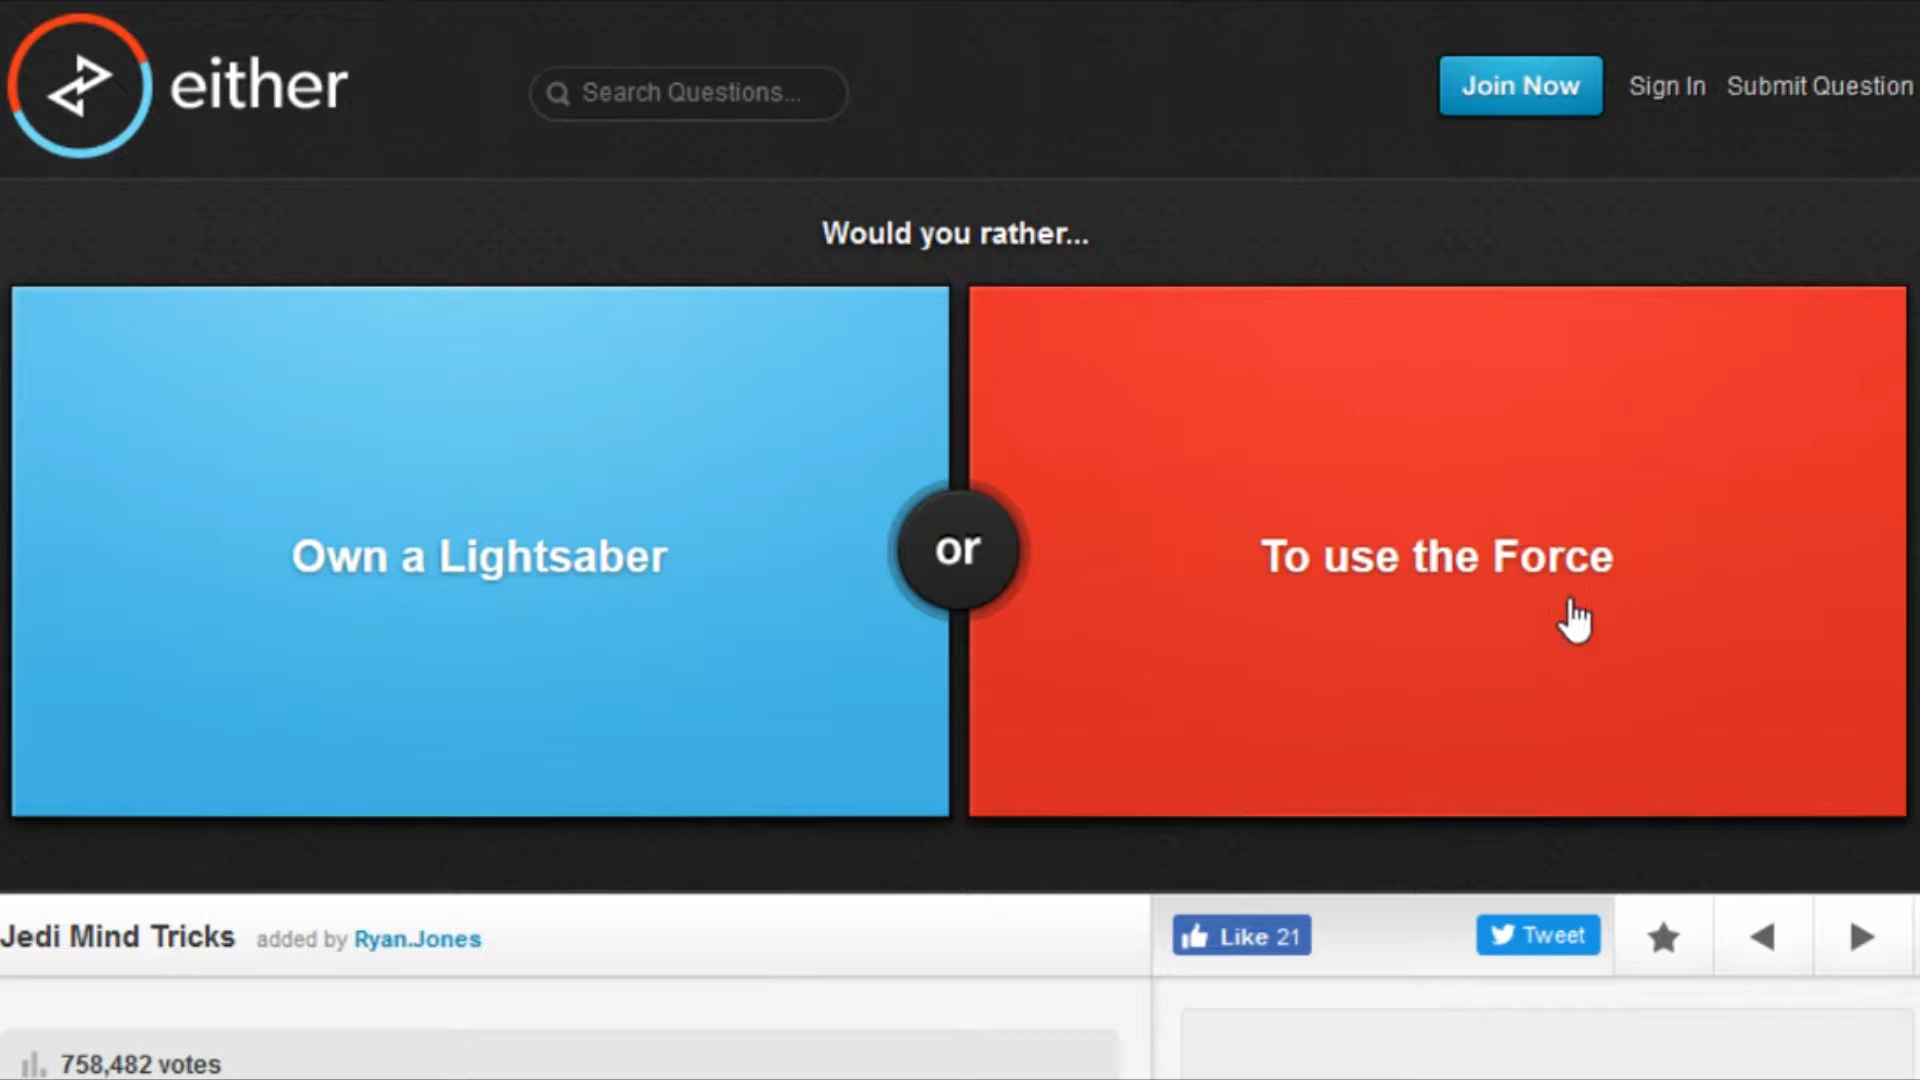 either
Search Questions...
Join Now
Sign In
Submit Question
Would you rather...
Own a Lightsaber
or
To use the Force
Jedi Mind Tricks added by Ryan.Jones
Like 21
Tweet
758,482 votes